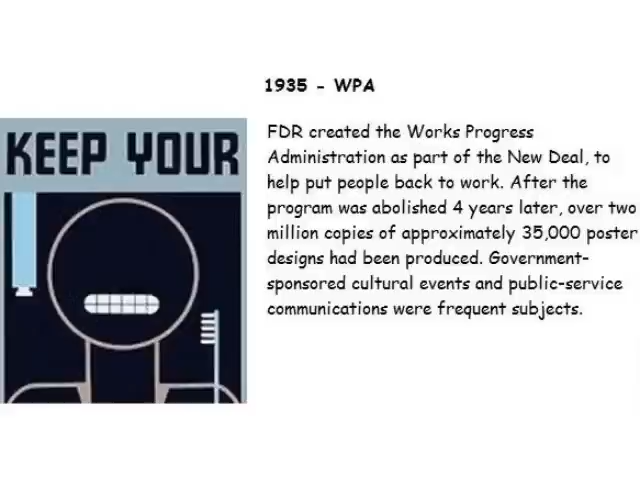 1935 - WPA
KEEP YOUR
FDR created the Works Progress
Administration as part of the New Deal, to
help put people back to work. After the
program was abolished 4 years later, over two
million copies of approximately 35,000 poster
designs had been produced. Government-
sponsored cultural events and public-service
communications were frequent subjects.